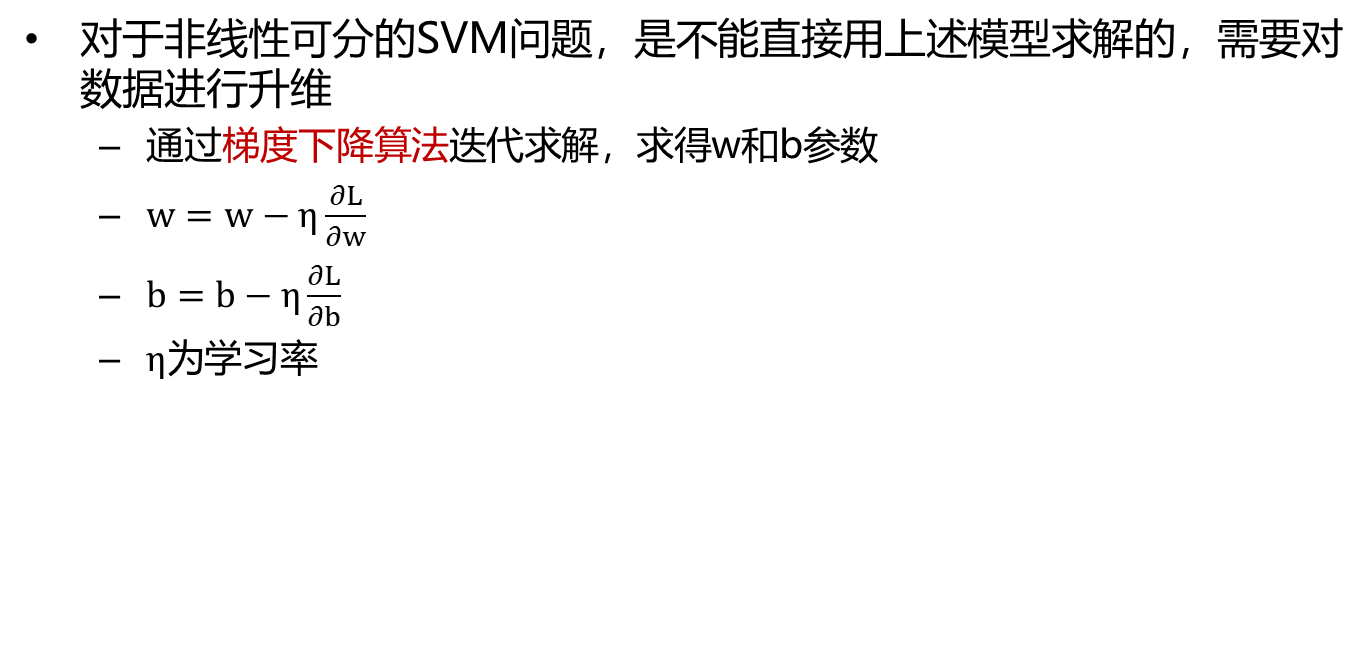 • 对于非线性可分的SVM问题，是不能直接用上述模型求解的，需要对
数据进行升维
– 通过梯度下降算法迭代求解，求得w和b参数
– w = w − η ∂L/∂w
– b = b − η ∂L/∂b
– η为学习率